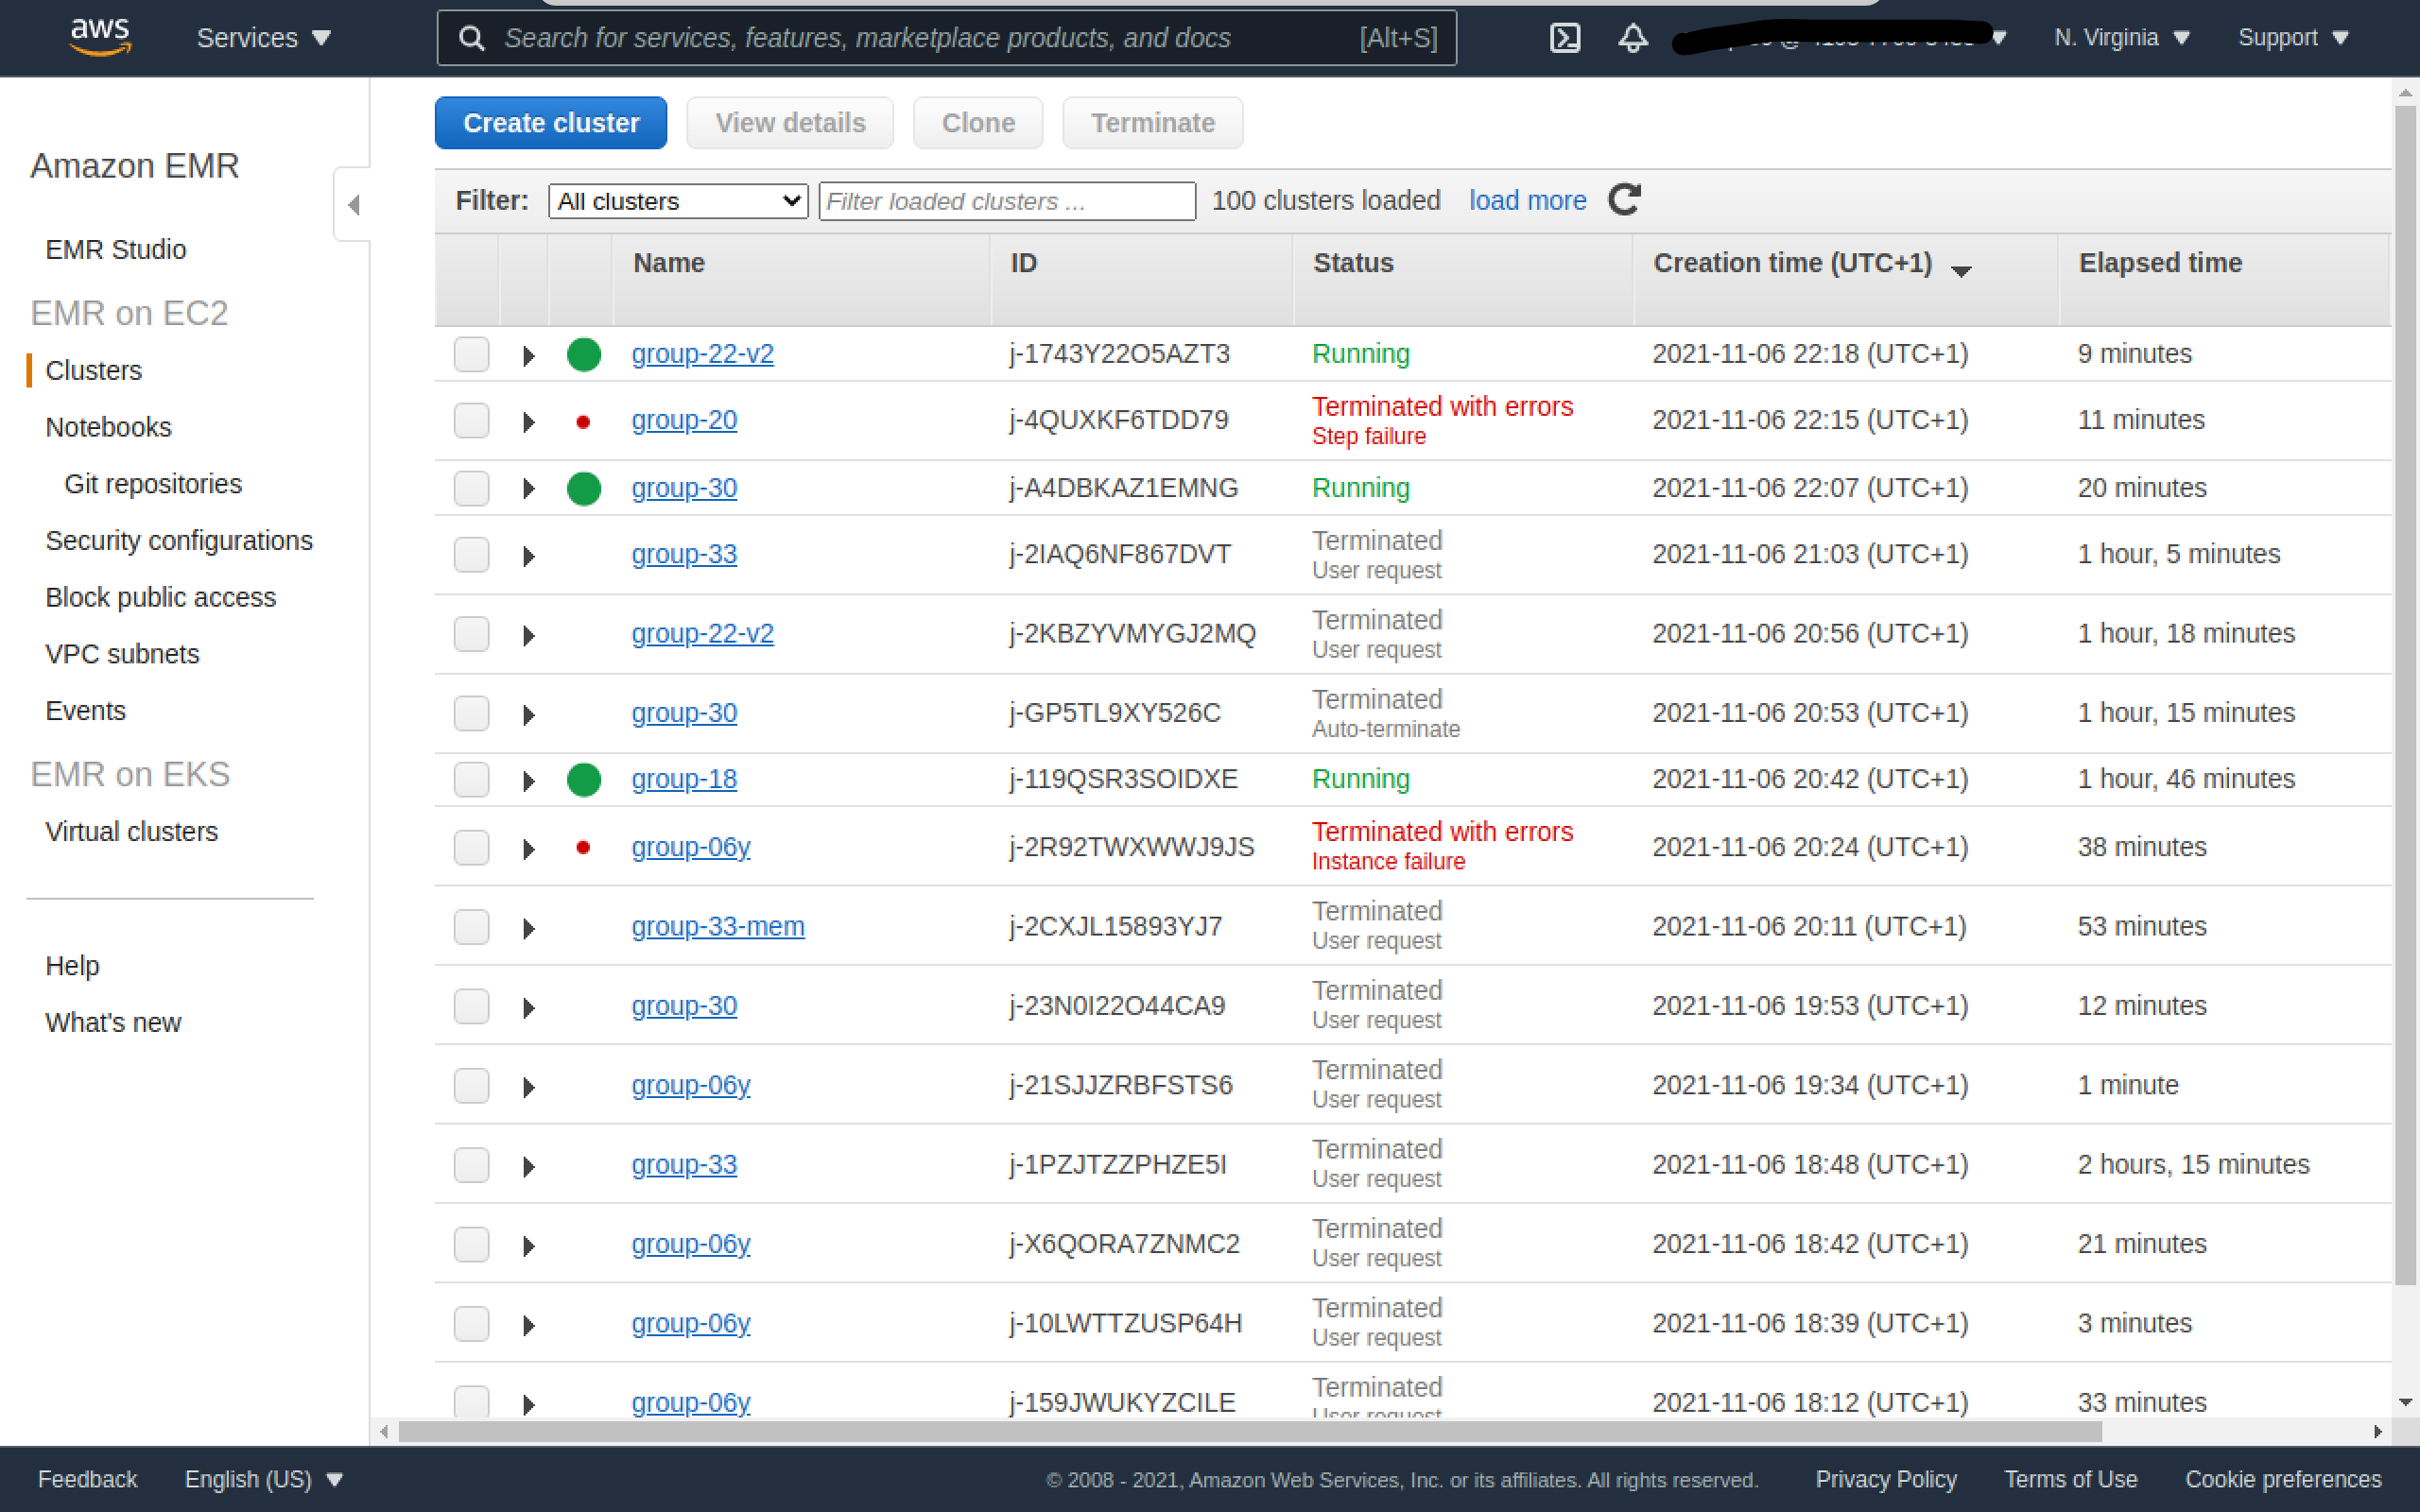 aws Services Search for services, features, marketplace products, and docs [Alt+S] N. Virginia Support
Amazon EMR
EMR Studio
EMR on EC2
Clusters
Notebooks
Git repositories
Security configurations
Block public access
VPC subnets
Events
EMR on EKS
Virtual clusters
Help
What's new
Create cluster View details Clone Terminate
Filter: All clusters Filter loaded clusters ... 100 clusters loaded load more
Name ID Status Creation time (UTC+1) Elapsed time
group-22-v2 j-1743Y22O5AZT3 Running 2021-11-06 22:18 (UTC+1) 9 minutes
group-20 j-4QUXKF6TDD79 Terminated with errors 2021-11-06 22:15 (UTC+1) 11 minutes
Step failure
group-30 j-A4DBKAZ1EMNG Running 2021-11-06 22:07 (UTC+1) 20 minutes
group-33 j-2IAQ6NF867DVT Terminated 2021-11-06 21:03 (UTC+1) 1 hour, 5 minutes
User request
group-22-v2 j-2KBZYVMYGJ2MQ Terminated 2021-11-06 20:56 (UTC+1) 1 hour, 18 minutes
User request
group-30 j-GP5TL9XY526C Terminated 2021-11-06 20:53 (UTC+1) 1 hour, 15 minutes
Auto-terminate
group-18 j-119QSR3SOIDXE Running 2021-11-06 20:42 (UTC+1) 1 hour, 46 minutes
group-06y j-2R92TWXWWJ9JS Terminated with errors 2021-11-06 20:24 (UTC+1) 38 minutes
Instance failure
group-33-mem j-2CXJL15893YJ7 Terminated 2021-11-06 20:11 (UTC+1) 53 minutes
User request
group-30 j-23N0I22O44CA9 Terminated 2021-11-06 19:53 (UTC+1) 12 minutes
User request
group-06y j-21SJJZRBFSTS6 Terminated 2021-11-06 19:34 (UTC+1) 1 minute
User request
group-33 j-1PZJTZZPHZE5I Terminated 2021-11-06 18:48 (UTC+1) 2 hours, 15 minutes
User request
group-06y j-X6QORA7ZNMC2 Terminated 2021-11-06 18:42 (UTC+1) 21 minutes
User request
group-06y j-10LWTTZUSP64H Terminated 2021-11-06 18:39 (UTC+1) 3 minutes
User request
group-06y j-159JWUKYZCILE Terminated 2021-11-06 18:12 (UTC+1) 33 minutes
User request
Feedback English (US) © 2008 - 2021, Amazon Web Services, Inc. or its affiliates. All rights reserved. Privacy Policy Terms of Use Cookie preferences